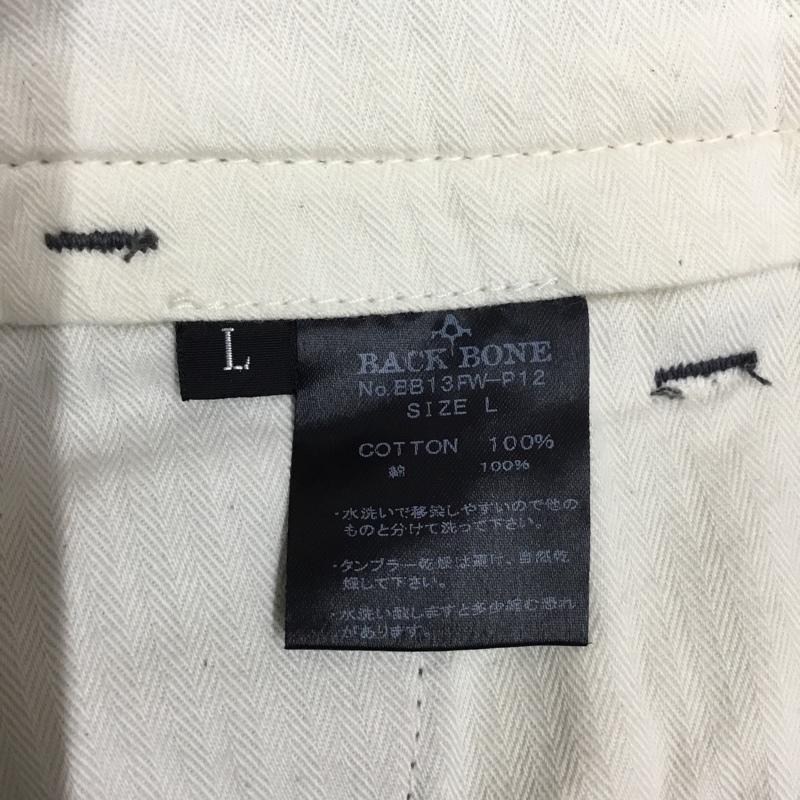 L
BACK BONE
No.BB13FW-P12
SIZE L
COTTON 100%
綿 100%
・水洗いで移染しやすいので他の
ものと分けて洗って下さい。
・タンブラー乾燥は避け、自然乾
燥して下さい。
・水洗い致しますと多少縮む恐れ
があります。